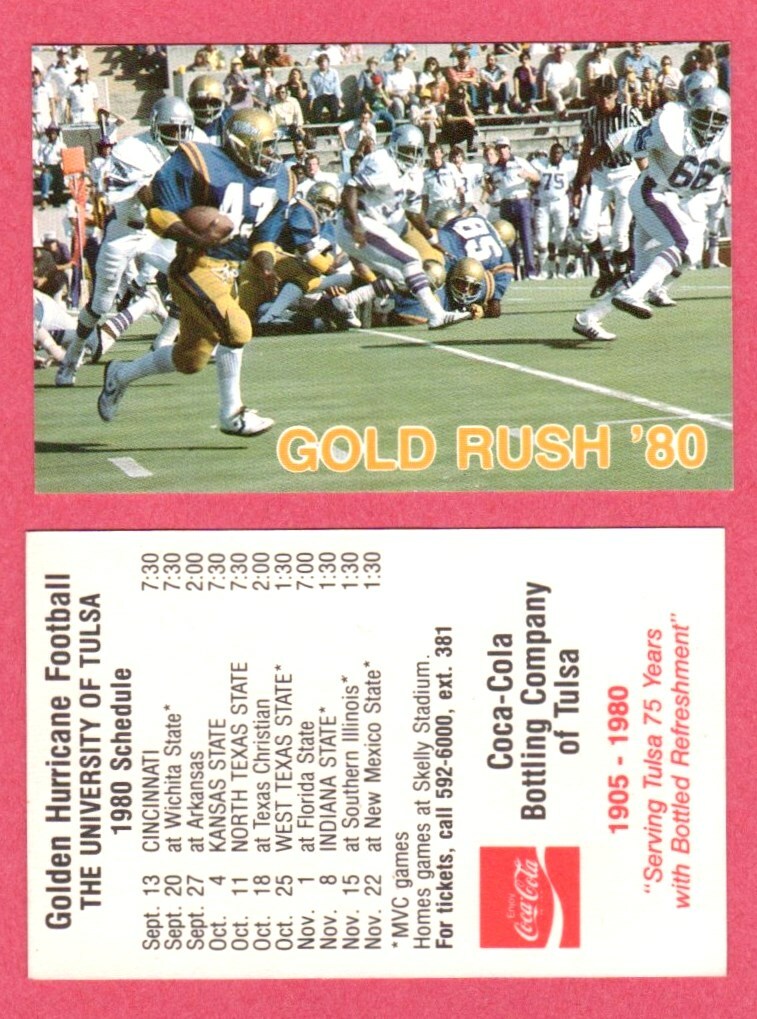 42
85
75
66
GOLD RUSH '80
Golden Hurricane Football
THE UNIVERSITY OF TULSA
1980 Schedule
Sept. 13 CINCINNATI 7:30
Sept. 20 at Wichita State* 7:30
Sept. 27 at Arkansas 2:00
Oct. 4 KANSAS STATE 7:30
Oct. 11 NORTH TEXAS STATE 7:30
Oct. 18 at Texas Christian 2:00
Oct. 25 WEST TEXAS STATE* 1:30
Nov. 1 at Florida State 7:00
Nov. 8 INDIANA STATE* 1:30
Nov. 15 at Southern Illinois* 1:30
Nov. 22 at New Mexico State* 1:30
*MVC games
Homes games at Skelly Stadium.
For tickets, call 592-6000, ext. 381
Enjoy
Coca-Cola
Coca-Cola
Bottling Company
of Tulsa
1905 - 1980
"Serving Tulsa 75 Years
with Bottled Refreshment"